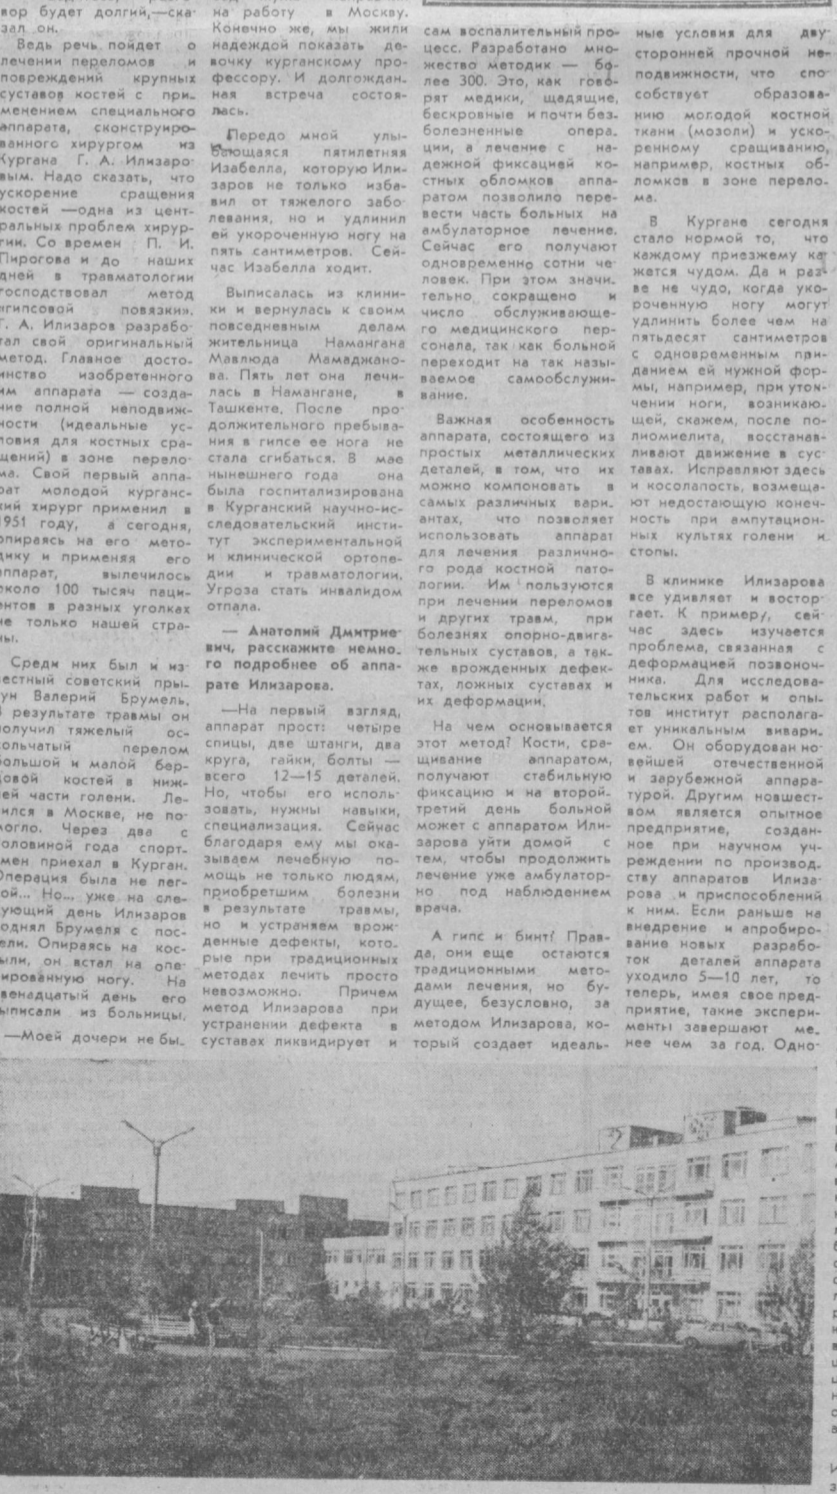 вор будет долгий,—ска-
зал он.
Ведь речь пойдет о
лечении переломов и
повреждений крупных
суставов костей с при-
менением специального
аппарата, сконструиро-
ванного хирургом из
Кургана Г. А. Илизаро-
вым. Надо сказать, что
ускорение сращения
костей —одна из цент-
ральных проблем хирур-
гии. Со времен П. И.
Пирогова и до наших
дней в травматологии
господствовал метод
«гипсовой повязки».
Г. А. Илизаров разрабо-
тал свой оригинальный
метод. Главное досто-
инство изобретенного
им аппарата — созда-
ние полной неподвиж-
ности (идеальные ус-
ловия для костных сра-
щений) в зоне перело-
ма. Свой первый аппа-
рат молодой курганс-
кий хирург применил в
1951 году, а сегодня,
опираясь на его мето-
дику и применяя его
аппарат, вылечилось
около 100 тысяч паци-
ентов в разных уголках
не только нашей стра-
ны.
Среди них был и из-
вестный советский пры-
гун Валерий Брумель.
В результате травмы он
получил тяжелый ос-
кольчатый перелом
большой и малой бер-
цовой костей в ниж-
ней части голени. Ле-
чился в Москве, не по-
могло. Через два с
половиной года спорт-
смен приехал в Курган.
Операция была не лег-
кой... Но... уже на сле-
дующий день Илизаров
поднял Брумеля с пос-
тели. Опираясь на кос-
тыли, он встал на опе-
рированную ногу. На
двенадцатый день его
выписали из больницы.
—Моей дочери не бы-
на работу в Москву.
Конечно же, мы жили
надеждой показать де-
вочку курганскому про-
фессору. И долгождан-
ная встреча состоя-
лась.
Передо мной улы-
бающаяся пятилетняя
Изабелла, которую Или-
заров не только изба-
вил от тяжелого забо-
левания, но и удлинил
ей укороченную ногу на
пять сантиметров. Сей-
час Изабелла ходит.
Выписалась из клини-
ки и вернулась к своим
повседневным делам
жительница Намангана
Мавлюда Мамаджано-
ва. Пять лет она лечи-
лась в Намангане, в
Ташкенте. После про-
должительного пребыва-
ния в гипсе ее нога не
стала сгибаться. В мае
нынешнего года она
была госпитализирована
в Курганский научно-ис-
следовательский инсти-
тут экспериментальной
и клинической ортопе-
дии и травматологии.
Угроза стать инвалидом
отпала.
— Анатолий Дмитрие-
вич, расскажите немно-
го подробнее об аппа-
рате Илизарова.
—На первый взгляд,
аппарат прост: четыре
спицы, две штанги, два
круга, гайки, болты —
всего 12—15 деталей.
Но, чтобы его исполь-
зовать, нужны навыки,
специализация. Сейчас
благодаря ему мы ока-
зываем лечебную по-
мощь не только людям,
приобретшим болезни
в результате травмы,
но и устраняем врож-
денные дефекты, кото-
рые при традиционных
методах лечить просто
невозможно. Причем
метод Илизарова при
устранении дефекта в
суставах ликвидирует и
сам воспалительный про-
цесс. Разработано мно-
жество методик — бо-
лее 300. Это, как гово-
рят медики, щадящие,
бескровные и почти без-
болезненные опера-
ции, а лечение с на-
дежной фиксацией ко-
стных обломков аппа-
ратом позволило пере-
вести часть больных на
амбулаторное лечение.
Сейчас его получают
одновременно сотни че-
ловек. При этом значи-
тельно сокращено и
число обслуживающе-
го медицинского пер-
сонала, так как больной
переходит на так назы-
ваемое самообслужи-
вание.
Важная особенность
аппарата, состоящего из
простых металлических
деталей, в том, что их
можно компоновать в
самых различных вари-
антах, что позволяет
использовать аппарат
для лечения различно-
го рода костной пато-
логии. Им пользуются
при лечении переломов
и других травм, при
болезнях опорно-двига-
тельных суставов, а так-
же врожденных дефек-
тах, ложных суставах и
их деформации.
На чем основывается
этот метод? Кости, сра-
щивание аппаратом,
получают стабильную
фиксацию и на второй-
третий день больной
может с аппаратом Или-
зарова уйти домой с
тем, чтобы продолжить
лечение уже амбулатор-
но под наблюдением
врача.
А гипс и бинт? Прав-
да, они еще остаются
традиционными мето-
дами лечения, но бу-
дущее, безусловно, за
методом Илизарова, ко-
торый создает идеаль-
ные условия для дву-
сторонней прочной не-
подвижности, что спо-
собствует образова-
нию молодой костной
ткани (мозоли) и уско-
ренному сращиванию,
например, костных об-
ломков в зоне перело-
ма.
В Кургане сегодня
стало нормой то, что
каждому приезжему ка-
жется чудом. Да и раз-
ве не чудо, когда уко-
роченную ногу могут
удлинить более чем на
пятьдесят сантиметров
с одновременным при-
данием ей нужной фор-
мы, например, при утон-
чении ноги, возникаю-
щей, скажем, после по-
лиомиелита, восстанав-
ливают движение в сус-
тавах. Исправляют здесь
и косолапость, возмеща-
ют недостающую конеч-
ность при ампутацион-
ных культях голени и
стопы.
В клинике Илизарова
все удивляет и востор-
гает. К примеру, сей-
час здесь изучается
проблема, связанная с
деформацией позвоноч-
ника. Для исследова-
тельских работ и опы-
тов институт располага-
ет уникальным вивари-
ем. Он оборудован но-
вейшей отечественной
и зарубежной аппара-
турой. Другим новшест-
вом является опытное
предприятие, создан-
ное при научном уч-
реждении по производ-
ству аппаратов Илиза-
рова и приспособлений
к ним. Если раньше на
внедрение и апробиро-
вание новых разрабо-
ток деталей аппарата
уходило 5—10 лет, то
теперь, имея свое пред-
приятие, такие экспери-
менты завершают ме-
нее чем за год. Одно-